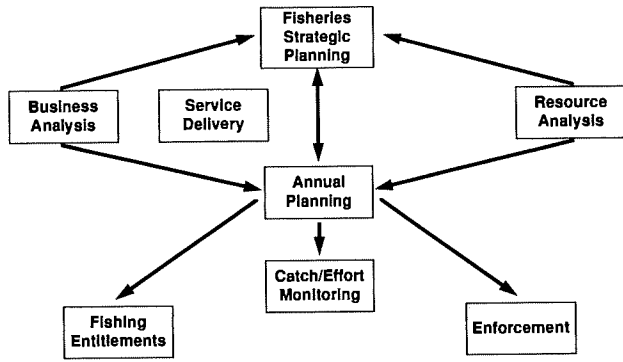 Fisheries
Strategic
Planning
Business
Analysis
Service
Delivery
Resource
Analysis
Annual
Planning
Catch/Effort
Monitoring
Fishing
Entitlements
Enforcement